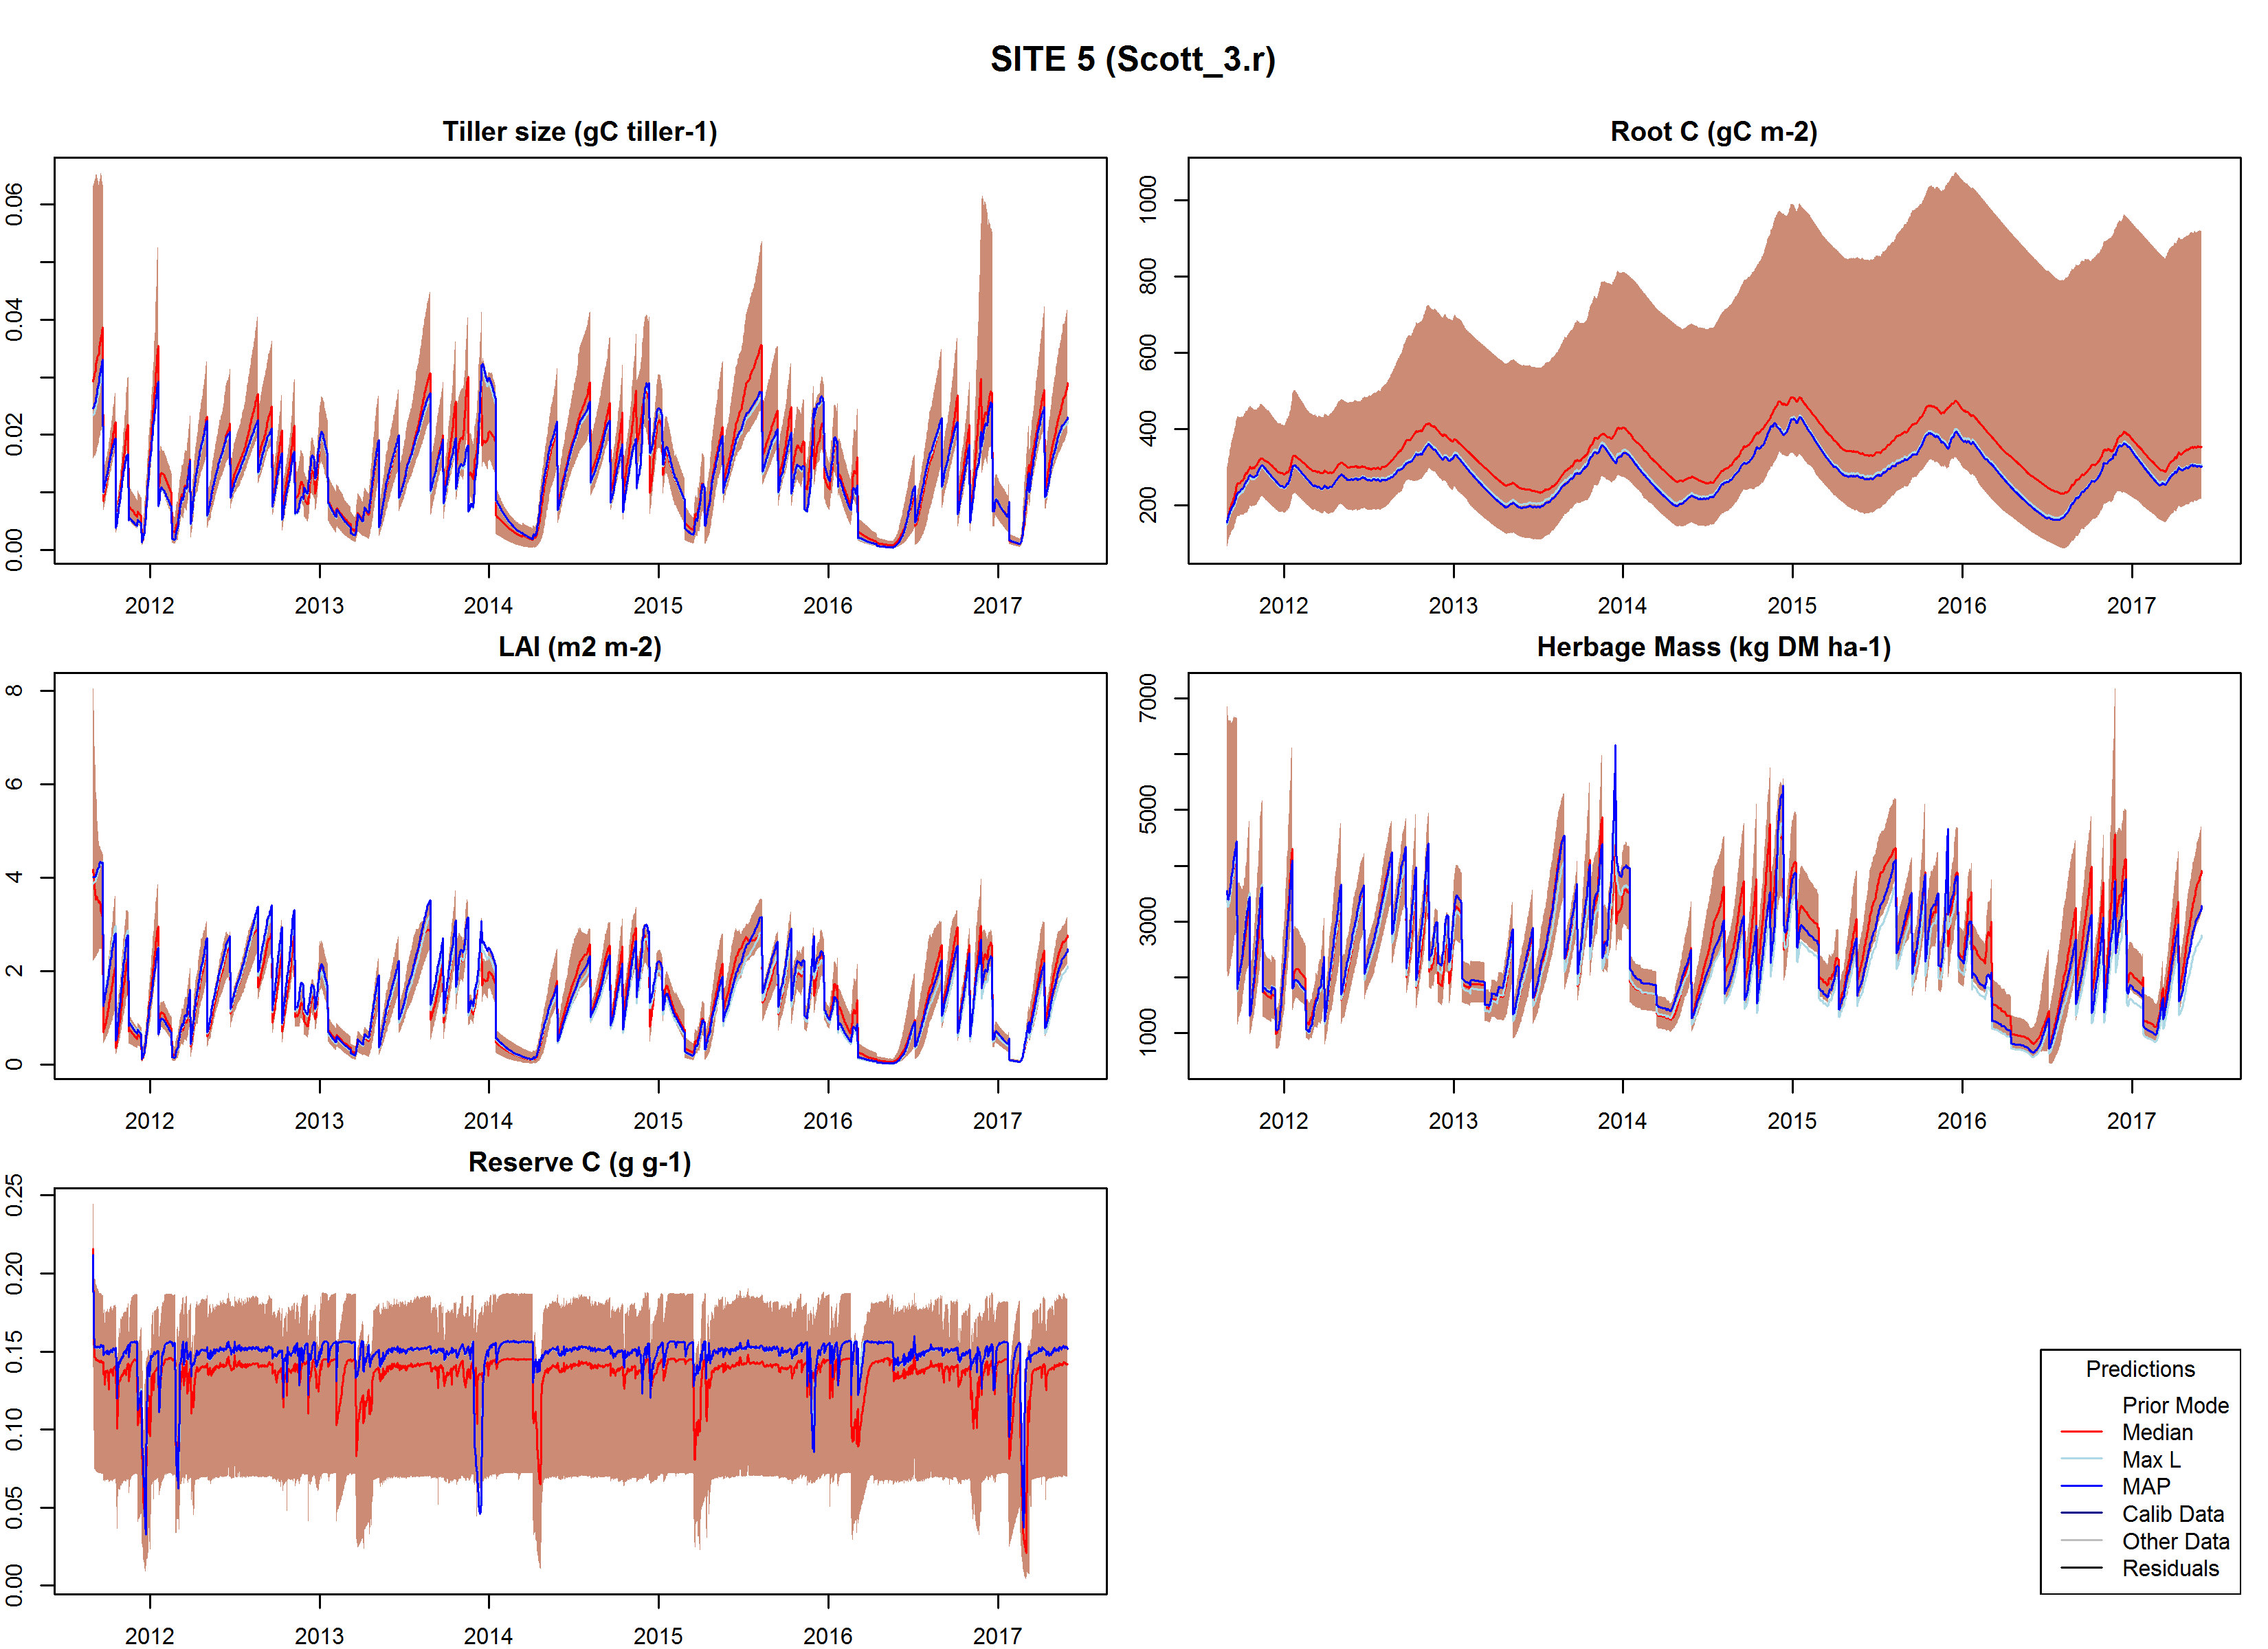 SITE 5 (Scott_3.r)
Tiller size (gC tiller-1)
0.06
0.04
0.02
0.00
2012 2013 2014 2015 2016 2017
Root C (gC m-2)
1000
800
600
400
200
2012 2013 2014 2015 2016 2017
LAI (m2 m-2)
8
6
4
2
0
2012 2013 2014 2015 2016 2017
Herbage Mass (kg DM ha-1)
7000
5000
3000
1000
2012 2013 2014 2015 2016 2017
Reserve C (g g-1)
0.25
0.20
0.15
0.10
0.05
0.00
2012 2013 2014 2015 2016 2017
Predictions
Prior Mode
Median
Max L
MAP
Calib Data
Other Data
Residuals